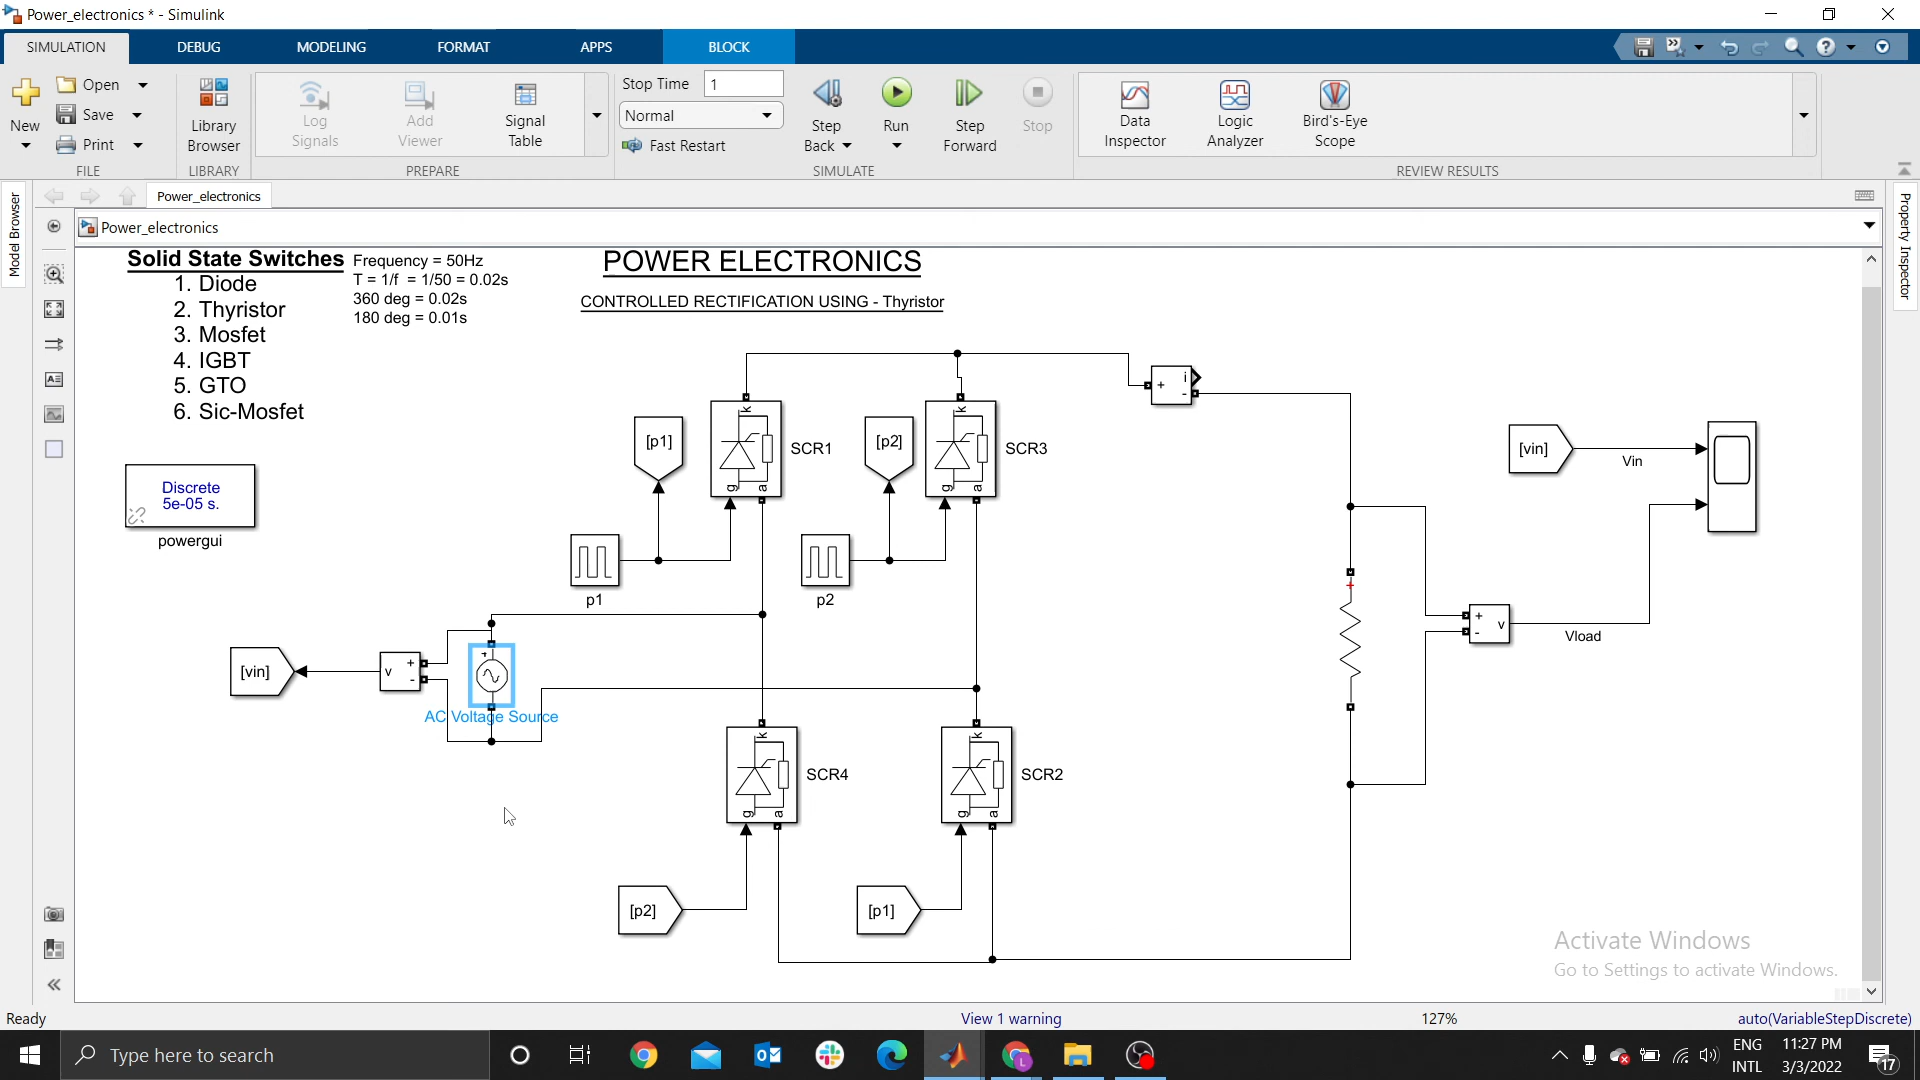 Power_electronics * - Simulink
SIMULATION
DEBUG
MODELING
FORMAT
APPS
BLOCK
New
Open
Save
Print
FILE
Library
Browser
LIBRARY
Log
Signals
Add
Viewer
Signal
Table
PREPARE
Stop Time 1
Normal
Fast Restart
Step
Back
Run
Step
Forward
Stop
SIMULATE
Data
Inspector
Logic
Analyzer
Bird's-Eye
Scope
REVIEW RESULTS
Model Browser
Property Inspector
Power_electronics
Power_electronics
Solid State Switches
1. Diode
2. Thyristor
3. Mosfet
4. IGBT
5. GTO
6. Sic-Mosfet
Frequency = 50Hz
T = 1/f = 1/50 = 0.02s
360 deg = 0.02s
180 deg = 0.01s
POWER ELECTRONICS
CONTROLLED RECTIFICATION USING - Thyristor
Discrete
5e-05 s.
powergui
[p1]
k
g
a
SCR1
[p2]
k
g
a
SCR3
i
+
-
[vin]
Vin
p1
p2
[vin]
v
+
-
+
AC Voltage Source
+
+
-
v
Vload
k
g
a
SCR4
k
g
a
SCR2
[p2]
[p1]
Activate Windows
Go to Settings to activate Windows.
Ready
View 1 warning
127%
auto(VariableStepDiscrete)
Type here to search
L
ENG
INTL
11:27 PM
3/3/2022
17